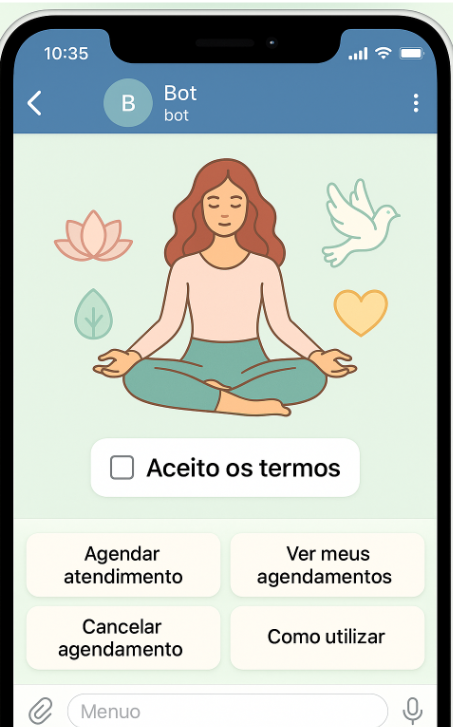 10:35
B
Bot
bot
Aceito os termos
Agendar
atendimento
Ver meus
agendamentos
Cancelar
agendamento
Como utilizar
Menuo